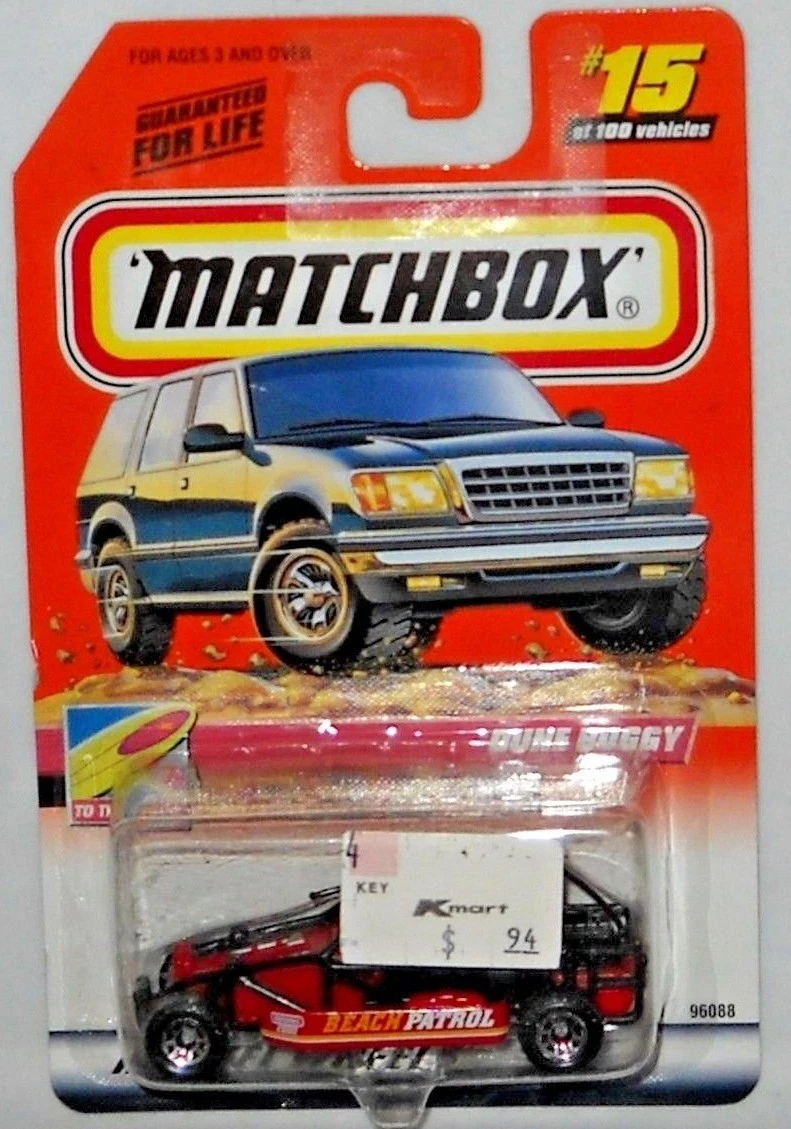 FOR AGES 3 AND OVER
GUARANTEED
FOR LIFE
#15
of 100 vehicles
'MATCHBOX'®
DUNE BUGGY
TO T
4
KEY
Kmart
$ 94
BEACH PATROL
96088